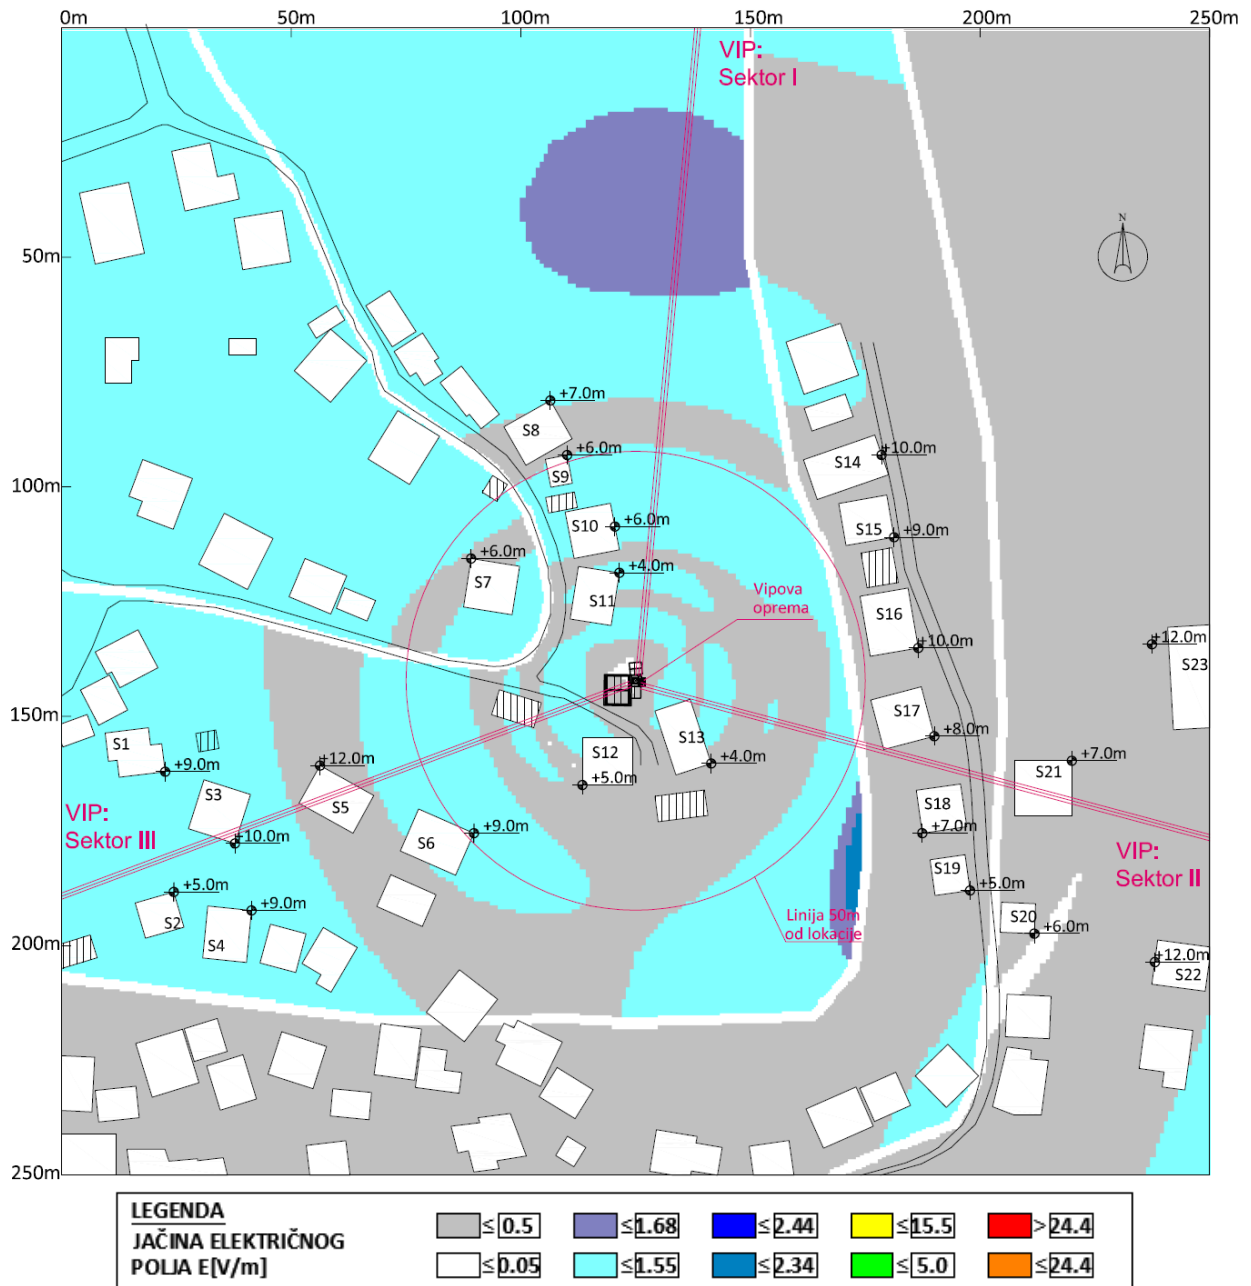 0m
50m
100m
150m
200m
250m
VIP:
Sektor I
N
50m
+7.0m
S8
+6.0m
S9
+10.0m
S14
100m
S10
+6.0m
S15
+9.0m
+6.0m
S7
+4.0m
S11
Vipova
oprema
S16
+10.0m
+12.0m
S23
150m
S1
+9.0m
S13
S12
+4.0m
+5.0m
S17
+8.0m
+7.0m
S21
+12.0m
S5
S3
+10.0m
VIP:
Sektor III
S6
+9.0m
S18
+7.0m
VIP:
Sektor II
S19
+5.0m
+5.0m
S2
+9.0m
S4
Linija 50m
od lokacije
S20
+6.0m
200m
+12.0m
S22
250m
LEGENDA
JAČINA ELEKTRIČNOG
POLJA E[V/m]
≤ 0.5 ≤1.68 ≤2.44 ≤15.5 >24.4
≤0.05 ≤1.55 ≤2.34 ≤ 5.0 ≤24.4